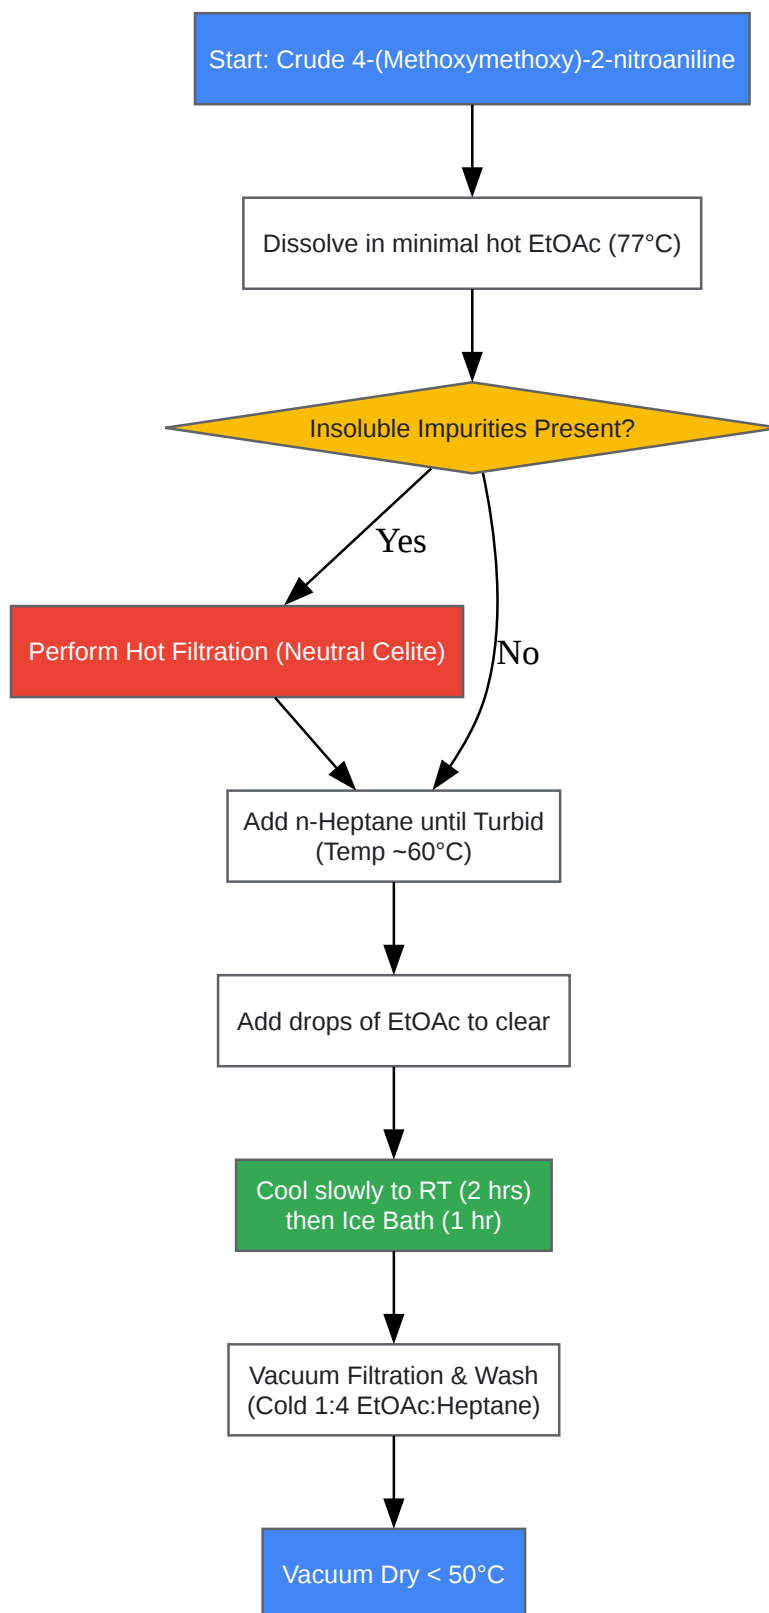 Start: Crude 4-(Methoxymethoxy)-2-nitroaniline
Dissolve in minimal hot EtOAc (77°C)
Insoluble Impurities Present?
Yes
Perform Hot Filtration (Neutral Celite)
No
Add n-Heptane until Turbid
(Temp ~60°C)
Add drops of EtOAc to clear
Cool slowly to RT (2 hrs)
then Ice Bath (1 hr)
Vacuum Filtration & Wash
(Cold 1:4 EtOAc:Heptane)
Vacuum Dry < 50°C